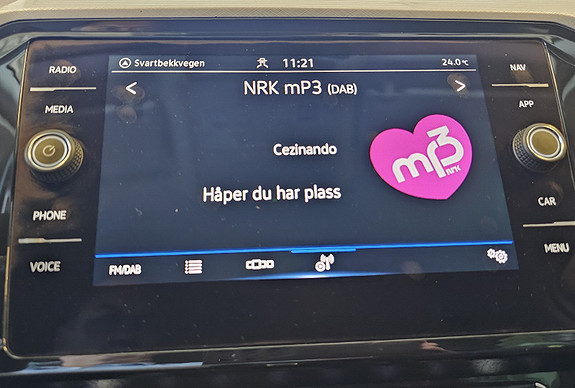 RADIO
MEDIA
PHONE
VOICE
Svartbekkvegen
11:21
24.0°C
< NRK mP3 (DAB) >
Cezinando
Håper du har plass
mp3
NRK
FM/DAB
NAV
APP
CAR
MENU